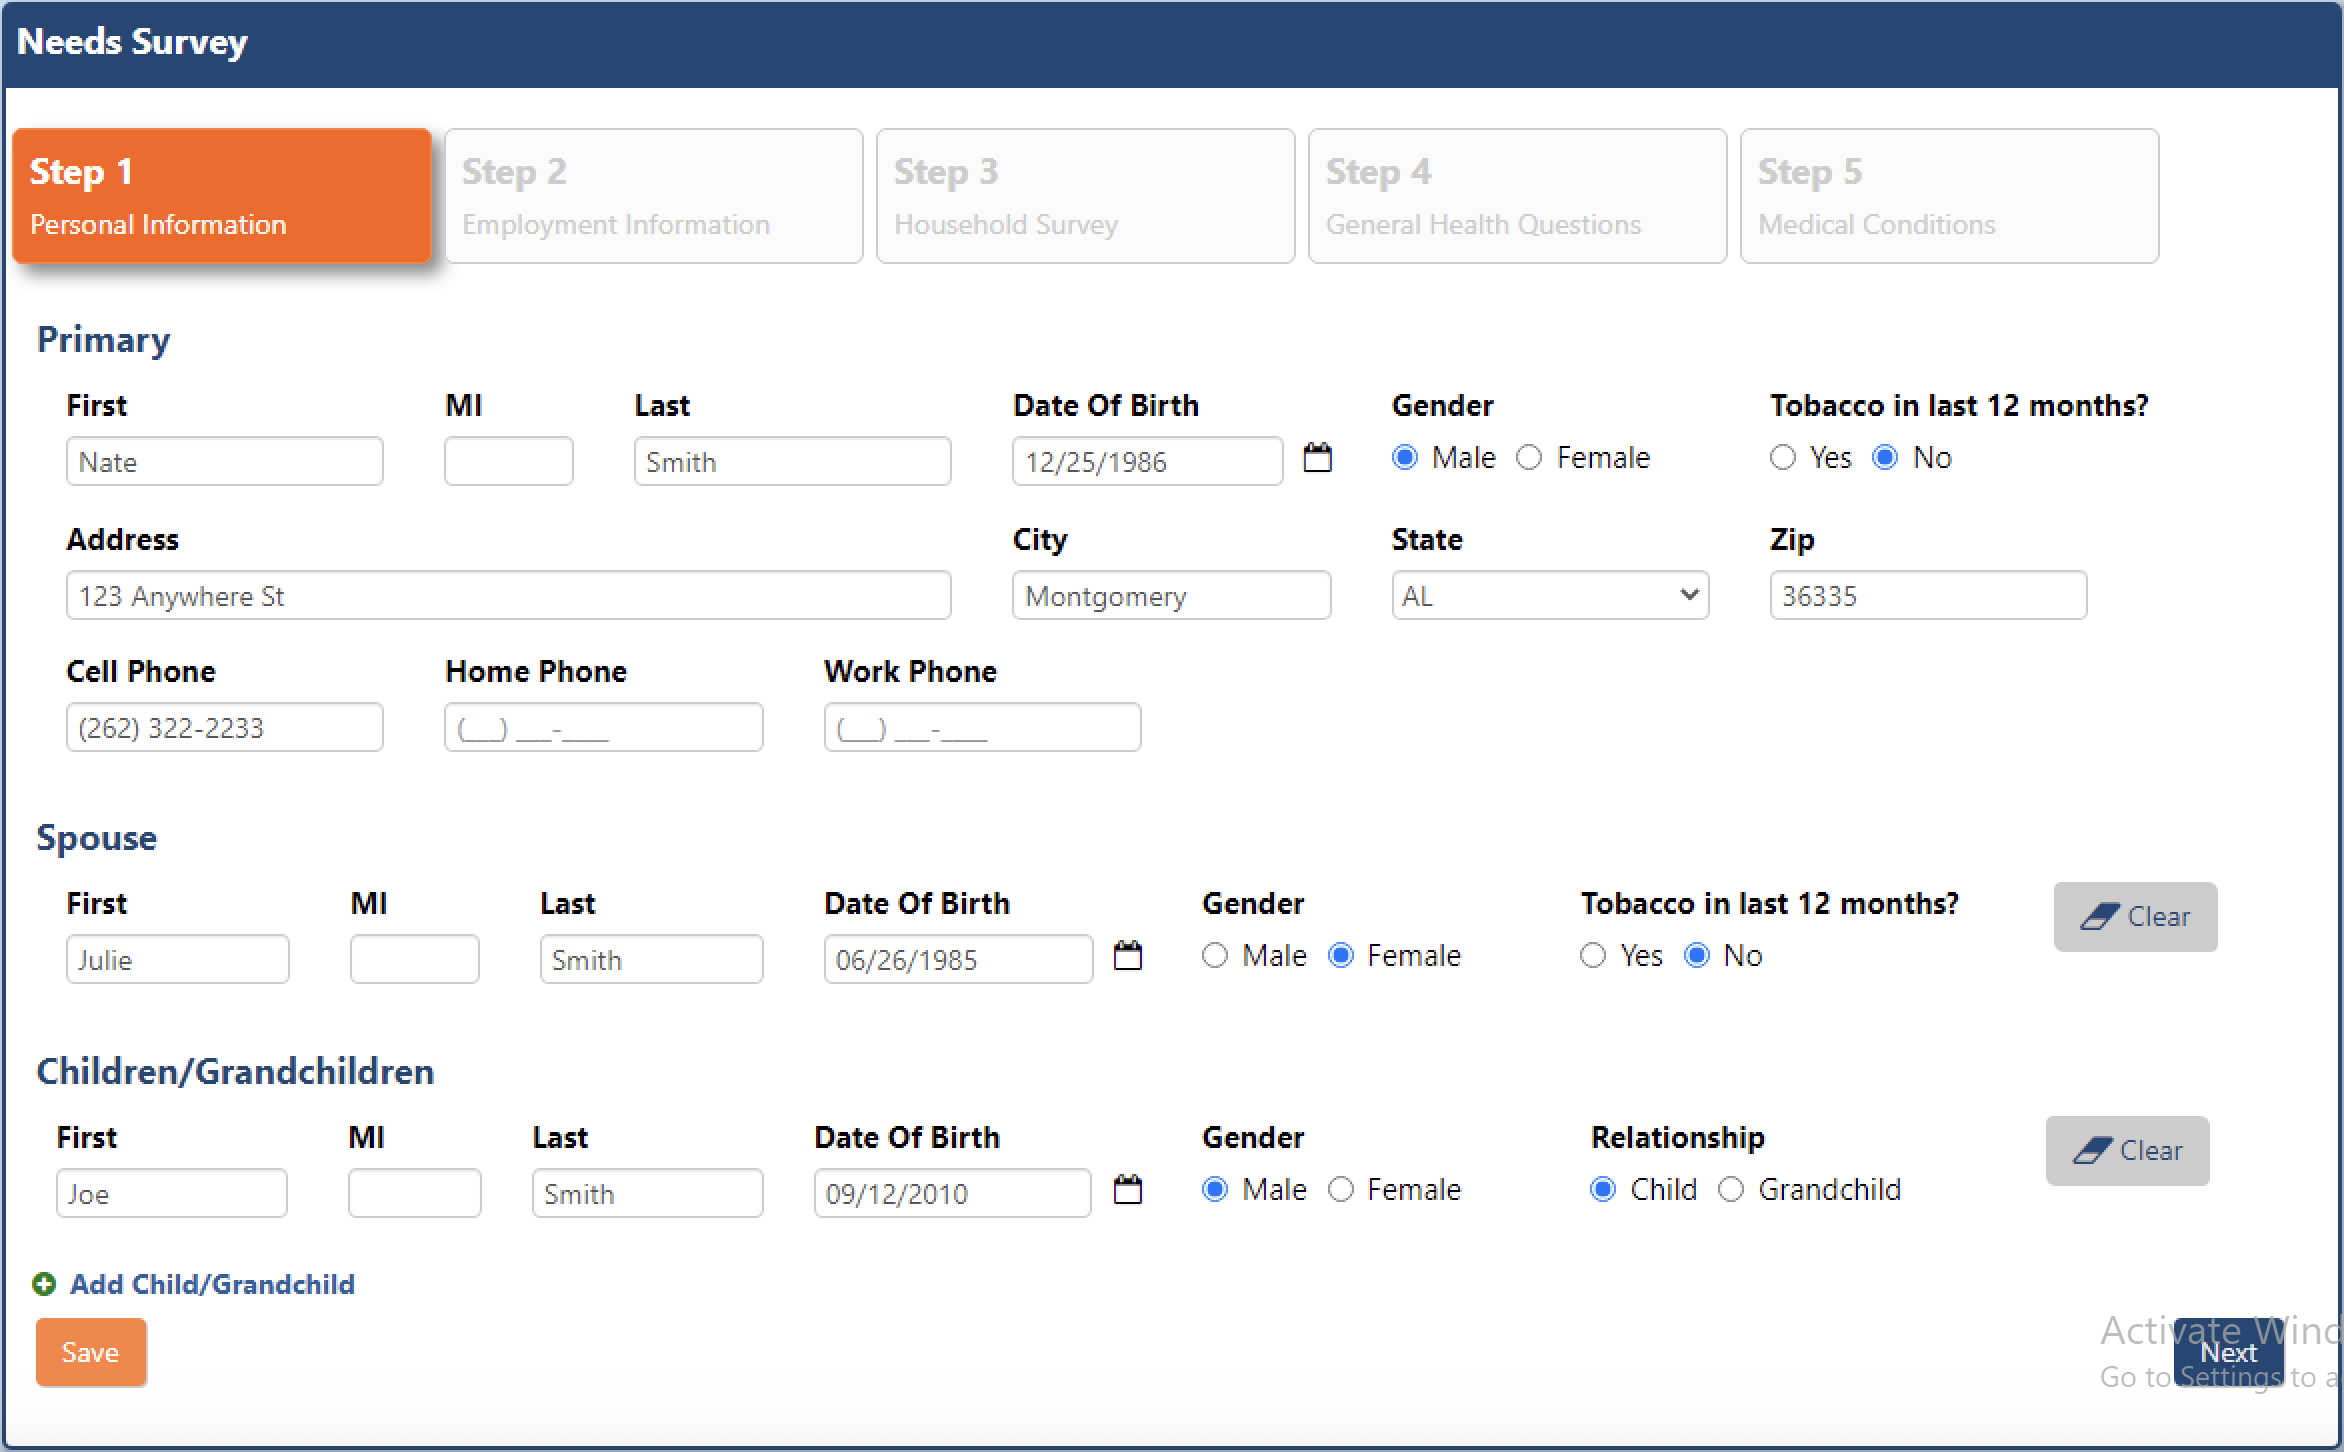 Needs Survey
Step 1
Personal Information
Step 2
Employment Information
Step 3
Household Survey
Step 4
General Health Questions
Step 5
Medical Conditions
Primary
First MI Last Date Of Birth Gender Tobacco in last 12 months?
Nate Smith 12/25/1986 Male Female Yes No
Address City State Zip
123 Anywhere St Montgomery AL 36335
Cell Phone Home Phone Work Phone
(262) 322-2233 (___) ___-____ (___) ___-____
Spouse
First MI Last Date Of Birth Gender Tobacco in last 12 months? Clear
Julie Smith 06/26/1985 Male Female Yes No
Children/Grandchildren
First MI Last Date Of Birth Gender Relationship Clear
Joe Smith 09/12/2010 Male Female Child Grandchild
Add Child/Grandchild
Save Next
Activate Wind
Go to Settings to a